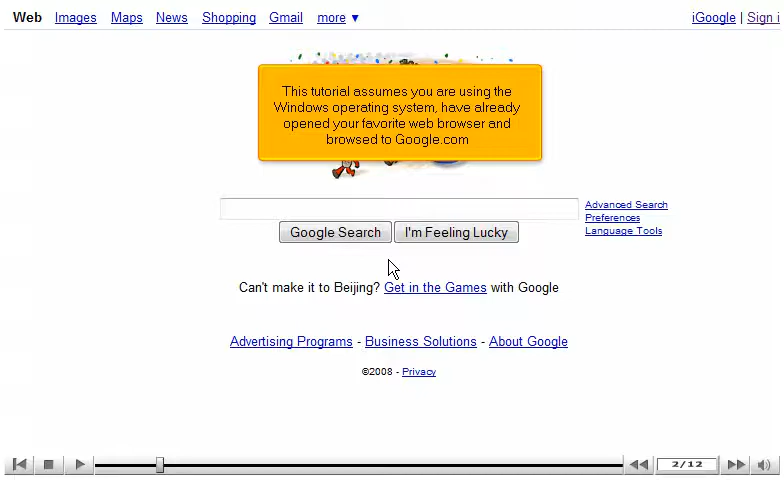 Web Images Maps News Shopping Gmail more ▼ iGoogle | Sign i
This tutorial assumes you are using the
Windows operating system, have already
opened your favorite web browser and
browsed to Google.com
Advanced Search
Preferences
Language Tools
Google Search I'm Feeling Lucky
Can't make it to Beijing? Get in the Games with Google
Advertising Programs - Business Solutions - About Google
©2008 - Privacy
2/12